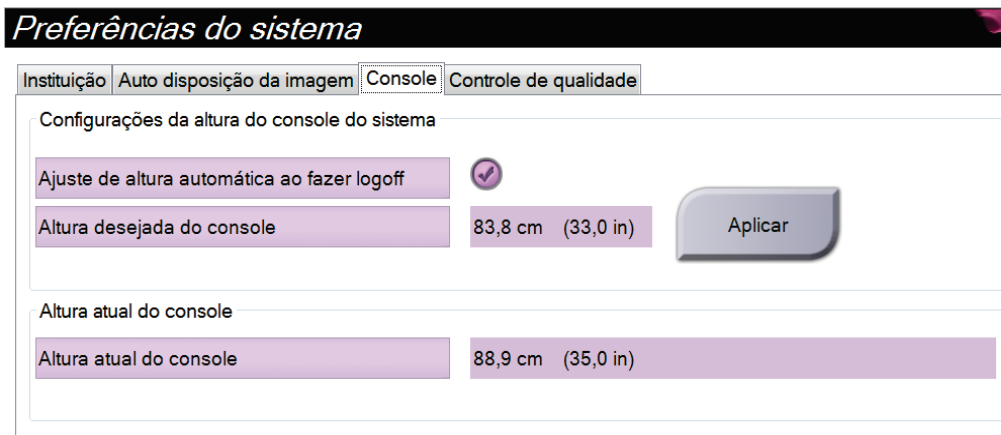 Preferências do sistema
Instituição Auto disposição da imagem Console Controle de qualidade
Configurações da altura do console do sistema
Ajuste de altura automática ao fazer logoff
Altura desejada do console 83,8 cm (33,0 in) Aplicar
Altura atual do console
Altura atual do console 88,9 cm (35,0 in)